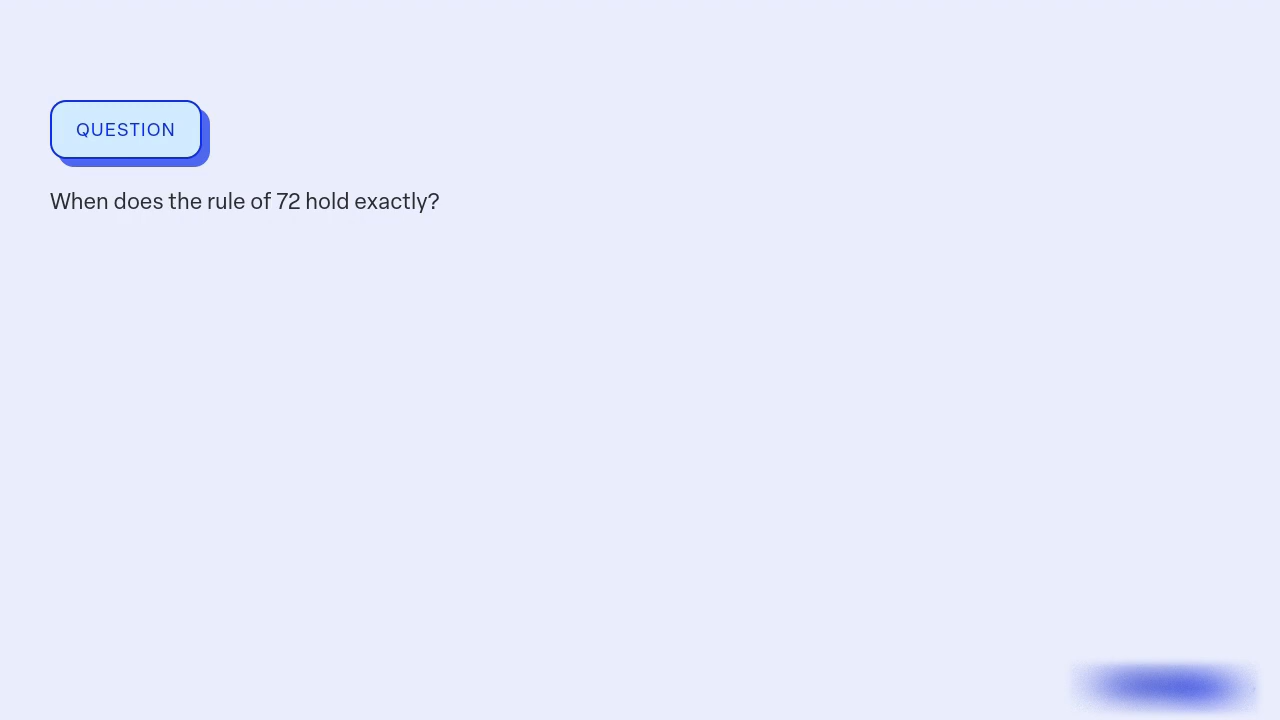 QUESTION
When does the rule of 72 hold exactly?